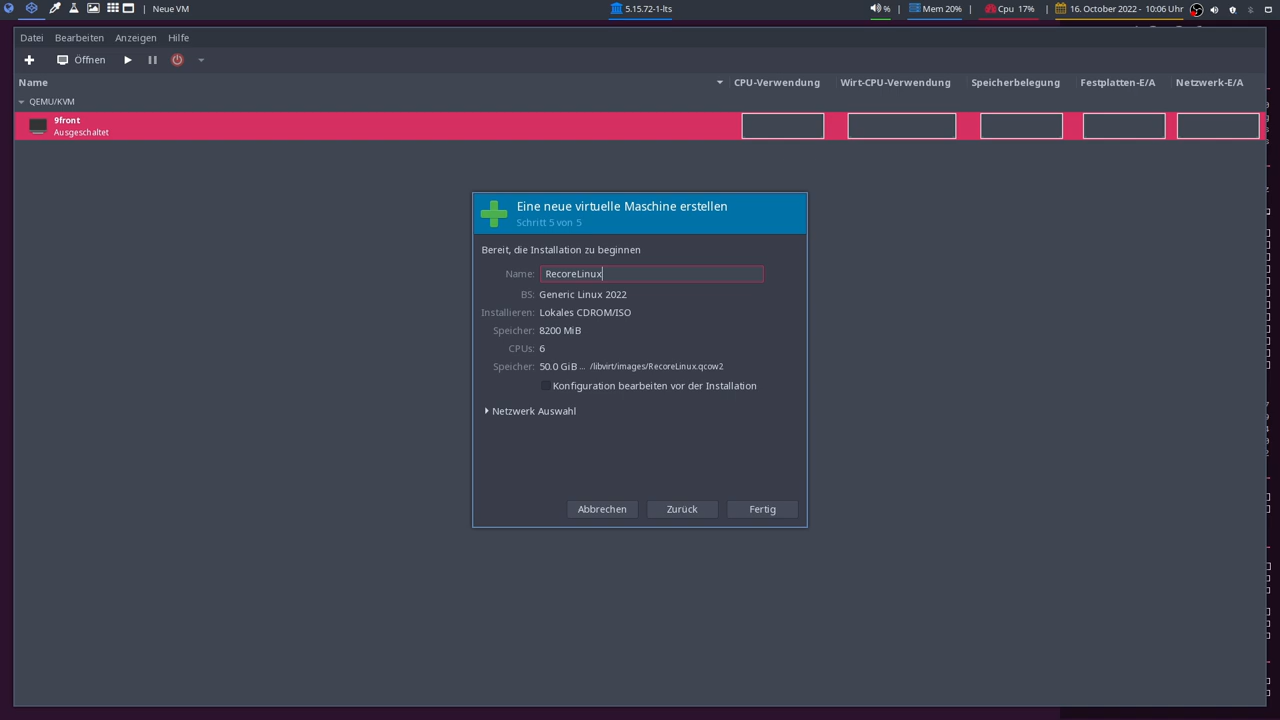 Neue VM 5.15.72-1-lts % Mem 20% Cpu 17% 16. October 2022 - 10:06 Uhr
Datei Bearbeiten Anzeigen Hilfe
Öffnen
Name CPU-Verwendung Wirt-CPU-Verwendung Speicherbelegung Festplatten-E/A Netzwerk-E/A
QEMU/KVM
9front
Ausgeschaltet
Eine neue virtuelle Maschine erstellen
Schritt 5 von 5
Bereit, die Installation zu beginnen
Name: RecoreLinux
BS: Generic Linux 2022
Installieren: Lokales CDROM/ISO
Speicher: 8200 MiB
CPUs: 6
Speicher: 50.0 GiB ... /libvirt/images/RecoreLinux.qcow2
Konfiguration bearbeiten vor der Installation
Netzwerk Auswahl
Abbrechen Zurück Fertig